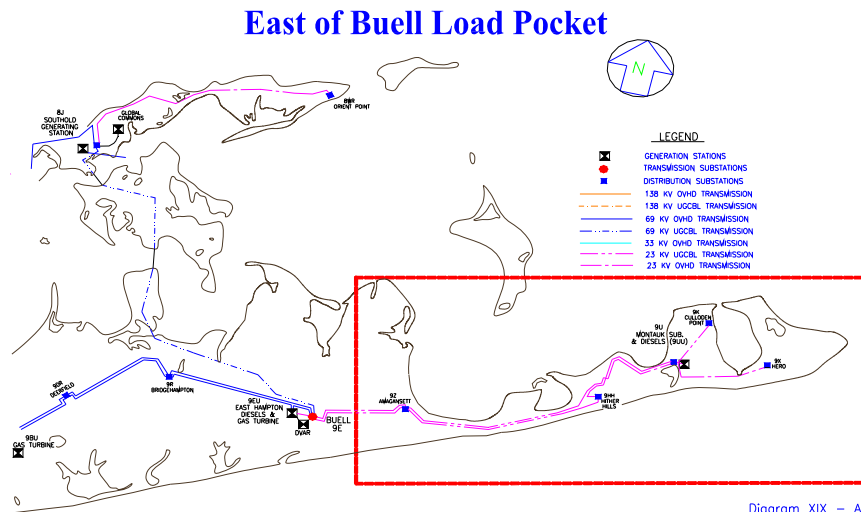 East of Buell Load Pocket
N
8J
SOUTHOLD
GENERATING
STATION
GLOBAL
COMMONS
8BR
ORIENT POINT
LEGEND
GENERATION STATIONS
TRANSMISSION SUBSTATIONS
DISTRIBUTION SUBSTATIONS
138 KV OVHD TRANSMISSION
138 KV UGCBL TRANSMISSION
69 KV OVHD TRANSMISSION
69 KV UGCBL TRANSMISSION
33 KV OVHD TRANSMISSION
23 KV UGCBL TRANSMISSION
23 KV OVHD TRANSMISSION
9K
CULLODEN
POINT
9U
MONTAUK SUB.
& DIESELS (9UU)
9X
HERO
9DR
DEERFIELD
9R
BRIDGEHAMPTON
9EU
EAST HAMPTON
DIESELS &
GAS TURBINE
DVAR
BUELL
9E
9Z
AMAGANSETT
9HH
HITHER
HILLS
9BU
GAS TURBINE
Diagram XIX - A